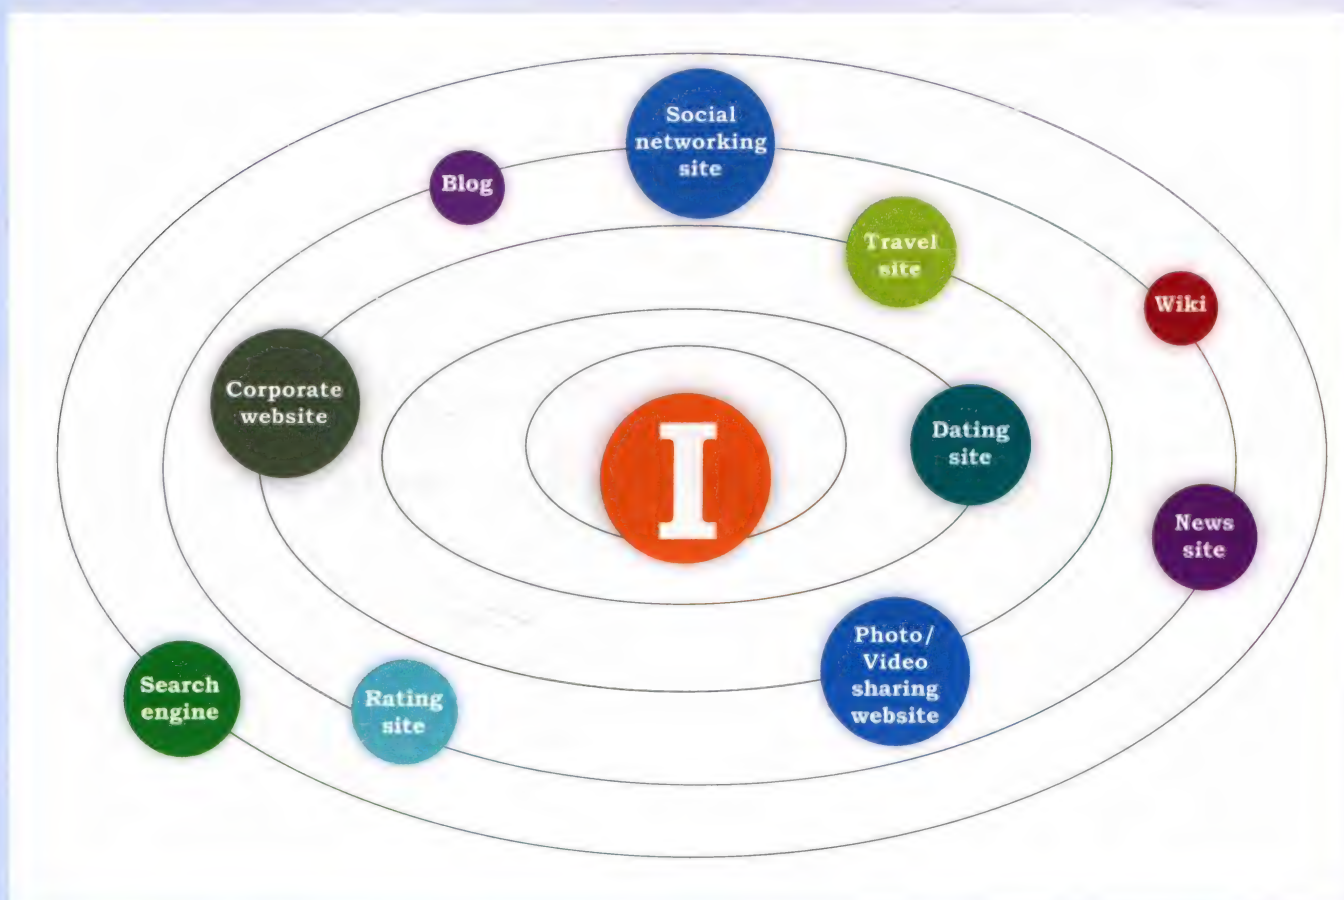 Social
networking
site
Blog
Travel
site
Wiki
Corporate
website
I
Dating
site
News
site
Photo/
Video
sharing
website
Search
engine
Rating
site